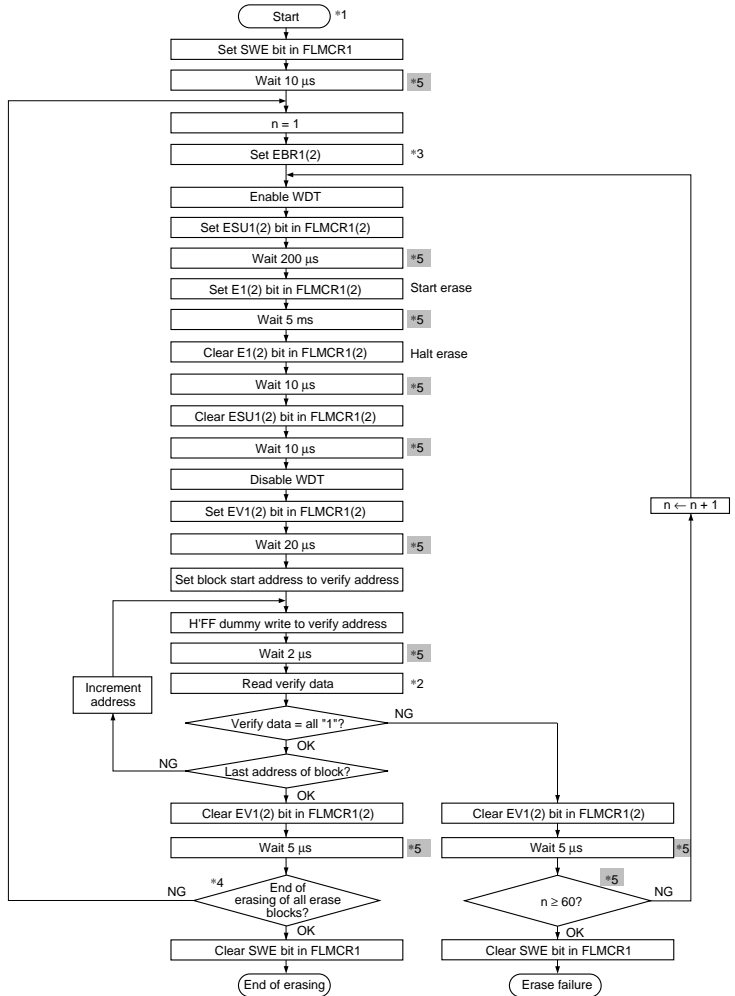 Start *1
Set SWE bit in FLMCR1
Wait 10 μs *5
n = 1
Set EBR1(2) *3
Enable WDT
Set ESU1(2) bit in FLMCR1(2)
Wait 200 μs *5
Set E1(2) bit in FLMCR1(2) Start erase
Wait 5 ms *5
Clear E1(2) bit in FLMCR1(2) Halt erase
Wait 10 μs *5
Clear ESU1(2) bit in FLMCR1(2)
Wait 10 μs *5
Disable WDT
Set EV1(2) bit in FLMCR1(2)
n ← n + 1
Wait 20 μs *5
Set block start address to verify address
H'FF dummy write to verify address
Wait 2 μs *5
Increment
address
Read verify data *2
Verify data = all "1"?
NG
OK
NG
Last address of block?
OK
Clear EV1(2) bit in FLMCR1(2)
Wait 5 μs *5
*4
NG
End of
erasing of all erase
blocks?
OK
Clear SWE bit in FLMCR1
End of erasing
Clear EV1(2) bit in FLMCR1(2)
Wait 5 μs *5
*5
n ≥ 60?
NG
OK
Clear SWE bit in FLMCR1
Erase failure